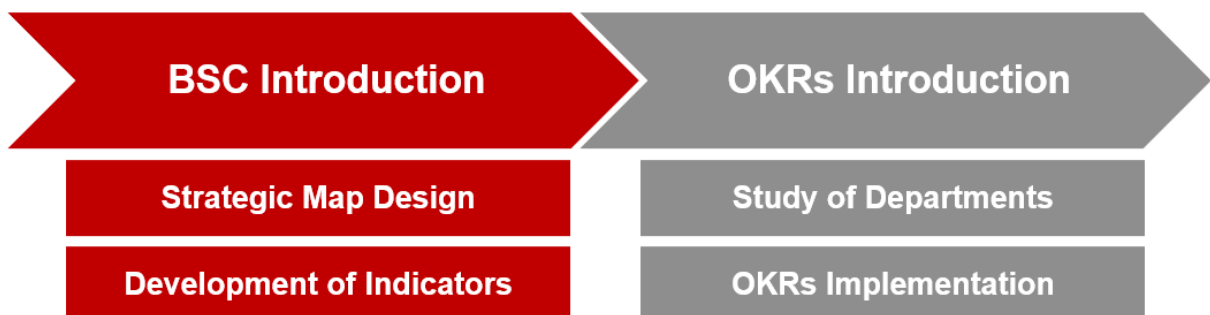 BSC Introduction
OKRs Introduction
Strategic Map Design
Study of Departments
Development of Indicators
OKRs Implementation